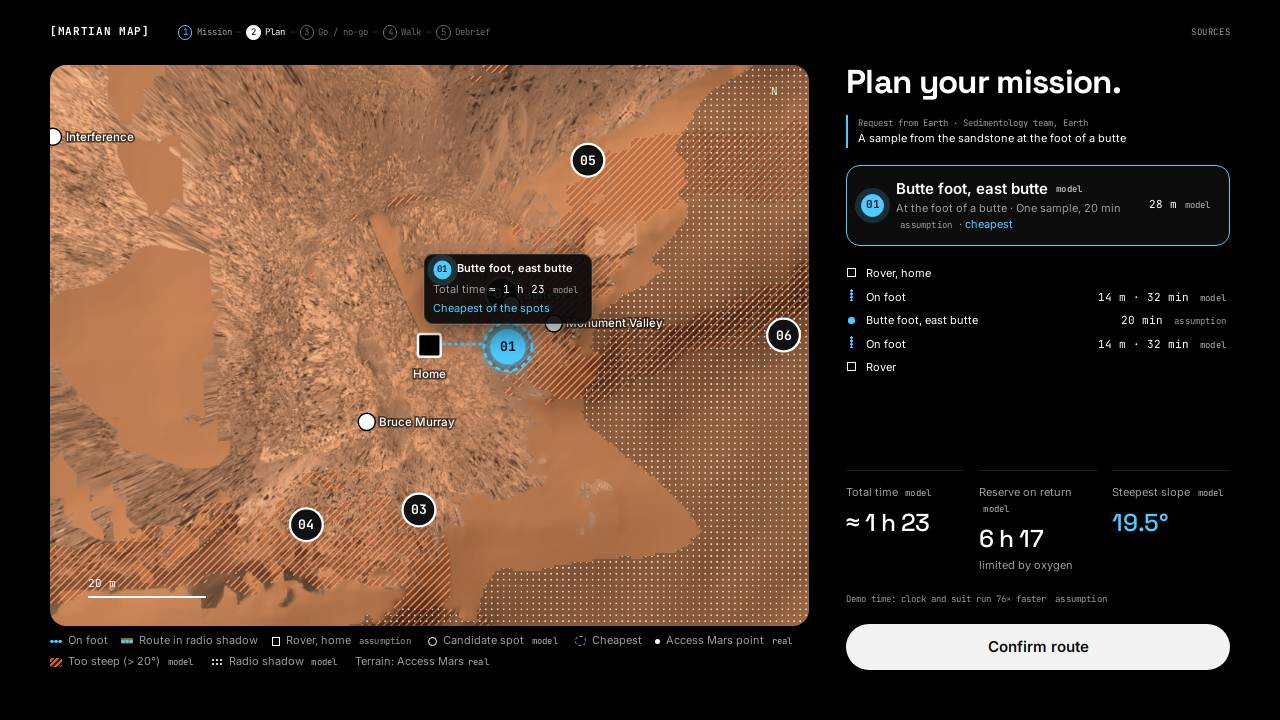 [MARTIAN MAP]
1 Mission – 2 Plan – 3 Go / no-go – 4 Walk – 5 Debrief
SOURCES
N
Interference
05
01 Butte foot, east butte
Total time ≈ 1 h 23 model
Cheapest of the spots
Monument Valley
06
01
Home
Bruce Murray
03
04
20 m
On foot Route in radio shadow Rover, home assumption Candidate spot model Cheapest Access Mars point real
Too steep (> 20°) model Radio shadow model Terrain: Access Mars real
Plan your mission.
Request from Earth · Sedimentology team, Earth
A sample from the sandstone at the foot of a butte
01 Butte foot, east butte model
At the foot of a butte · One sample, 20 min
assumption · cheapest
28 m model
Rover, home
On foot 14 m · 32 min model
Butte foot, east butte 20 min assumption
On foot 14 m · 32 min model
Rover
Total time model
≈ 1 h 23
Reserve on return
model
6 h 17
limited by oxygen
Steepest slope model
19.5°
Demo time: clock and suit run 76× faster assumption
Confirm route